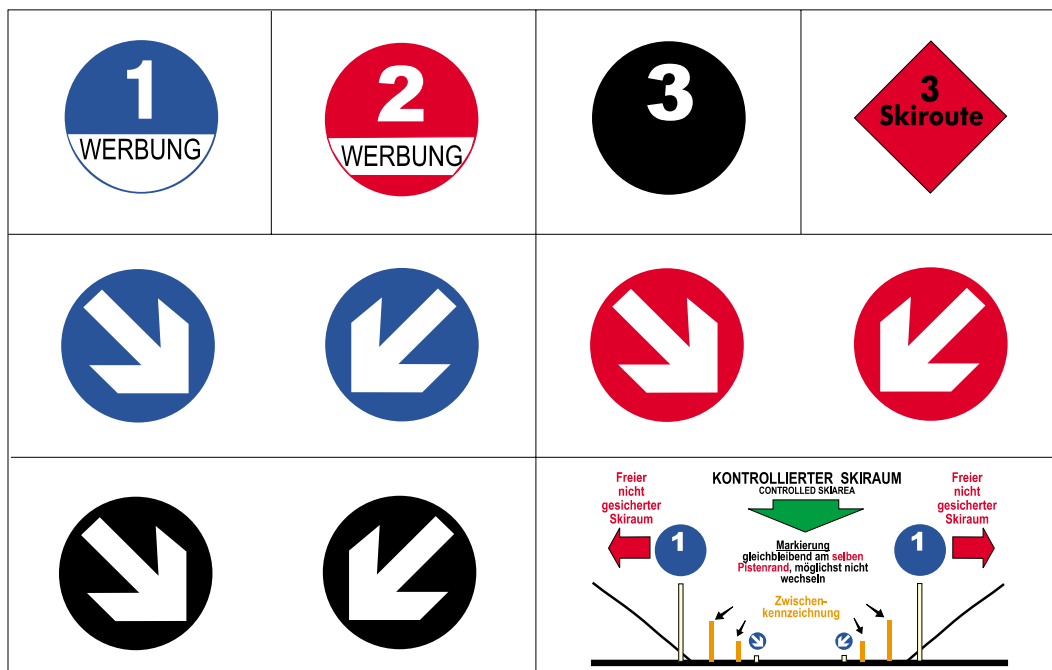 1
WERBUNG
2
WERBUNG
3
3
Skiroute
Freier
nicht
gesicherter
Skiraum
KONTROLLIERTER SKIRAUM
CONTROLLED SKIAREA
Freier
nicht
gesicherter
Skiraum
1
1
Markierung
gleichbleibend am selben
Pistenrand, möglichst nicht
wechseln
Zwischen-
kennzeichnung